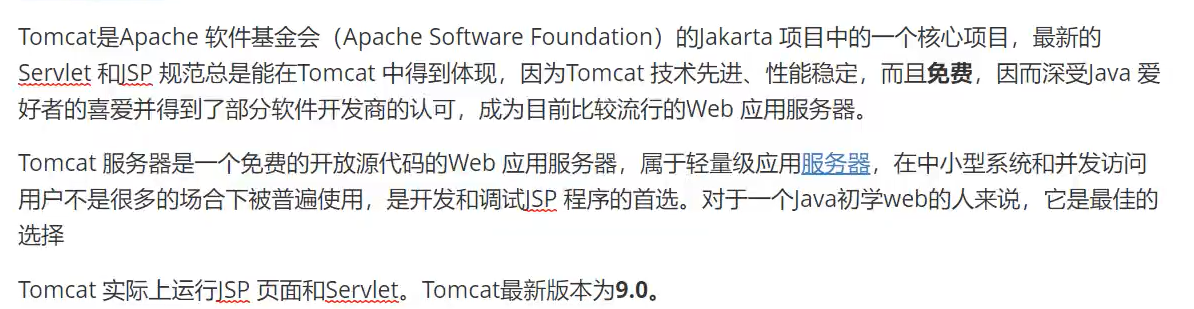 Tomcat是Apache 软件基金会（Apache Software Foundation）的Jakarta 项目中的一个核心项目，最新的
Servlet 和JSP 规范总是能在Tomcat 中得到体现，因为Tomcat 技术先进、性能稳定，而且免费，因而深受Java 爱
好者的喜爱并得到了部分软件开发商的认可，成为目前比较流行的Web 应用服务器。
Tomcat 服务器是一个免费的开放源代码的Web 应用服务器，属于轻量级应用服务器，在中小型系统和并发访问
用户不是很多的场合下被普遍使用，是开发和调试JSP 程序的首选。对于一个Java初学web的人来说，它是最佳的
选择
Tomcat 实际上运行JSP 页面和Servlet。Tomcat最新版本为9.0。